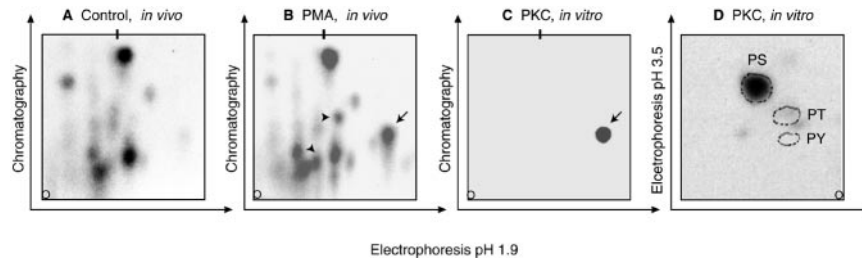 A Control, in vivo
B PMA, in vivo
C PKC, in vitro
D PKC, in vitro
Chromatography
Chromatography
Chromatography
Eloetrophoresis pH 3.5
PS
PT
PY
Electrophoresis pH 1.9